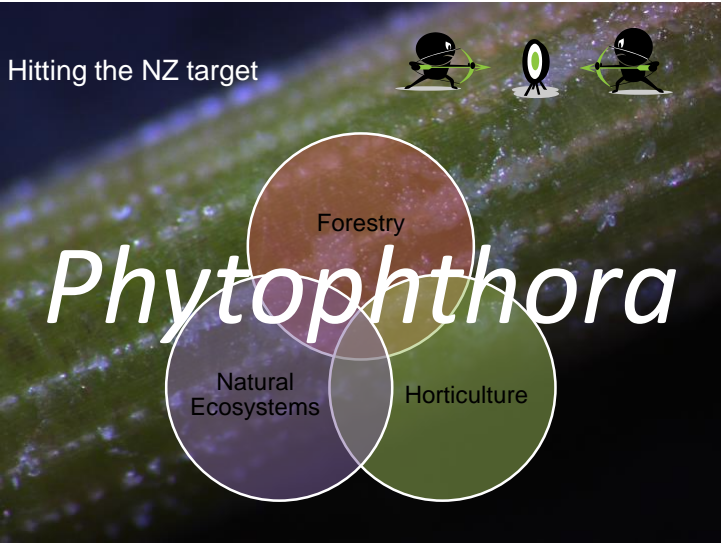 Hitting the NZ target
Forestry
Phytophthora
Natural
Ecosystems
Horticulture